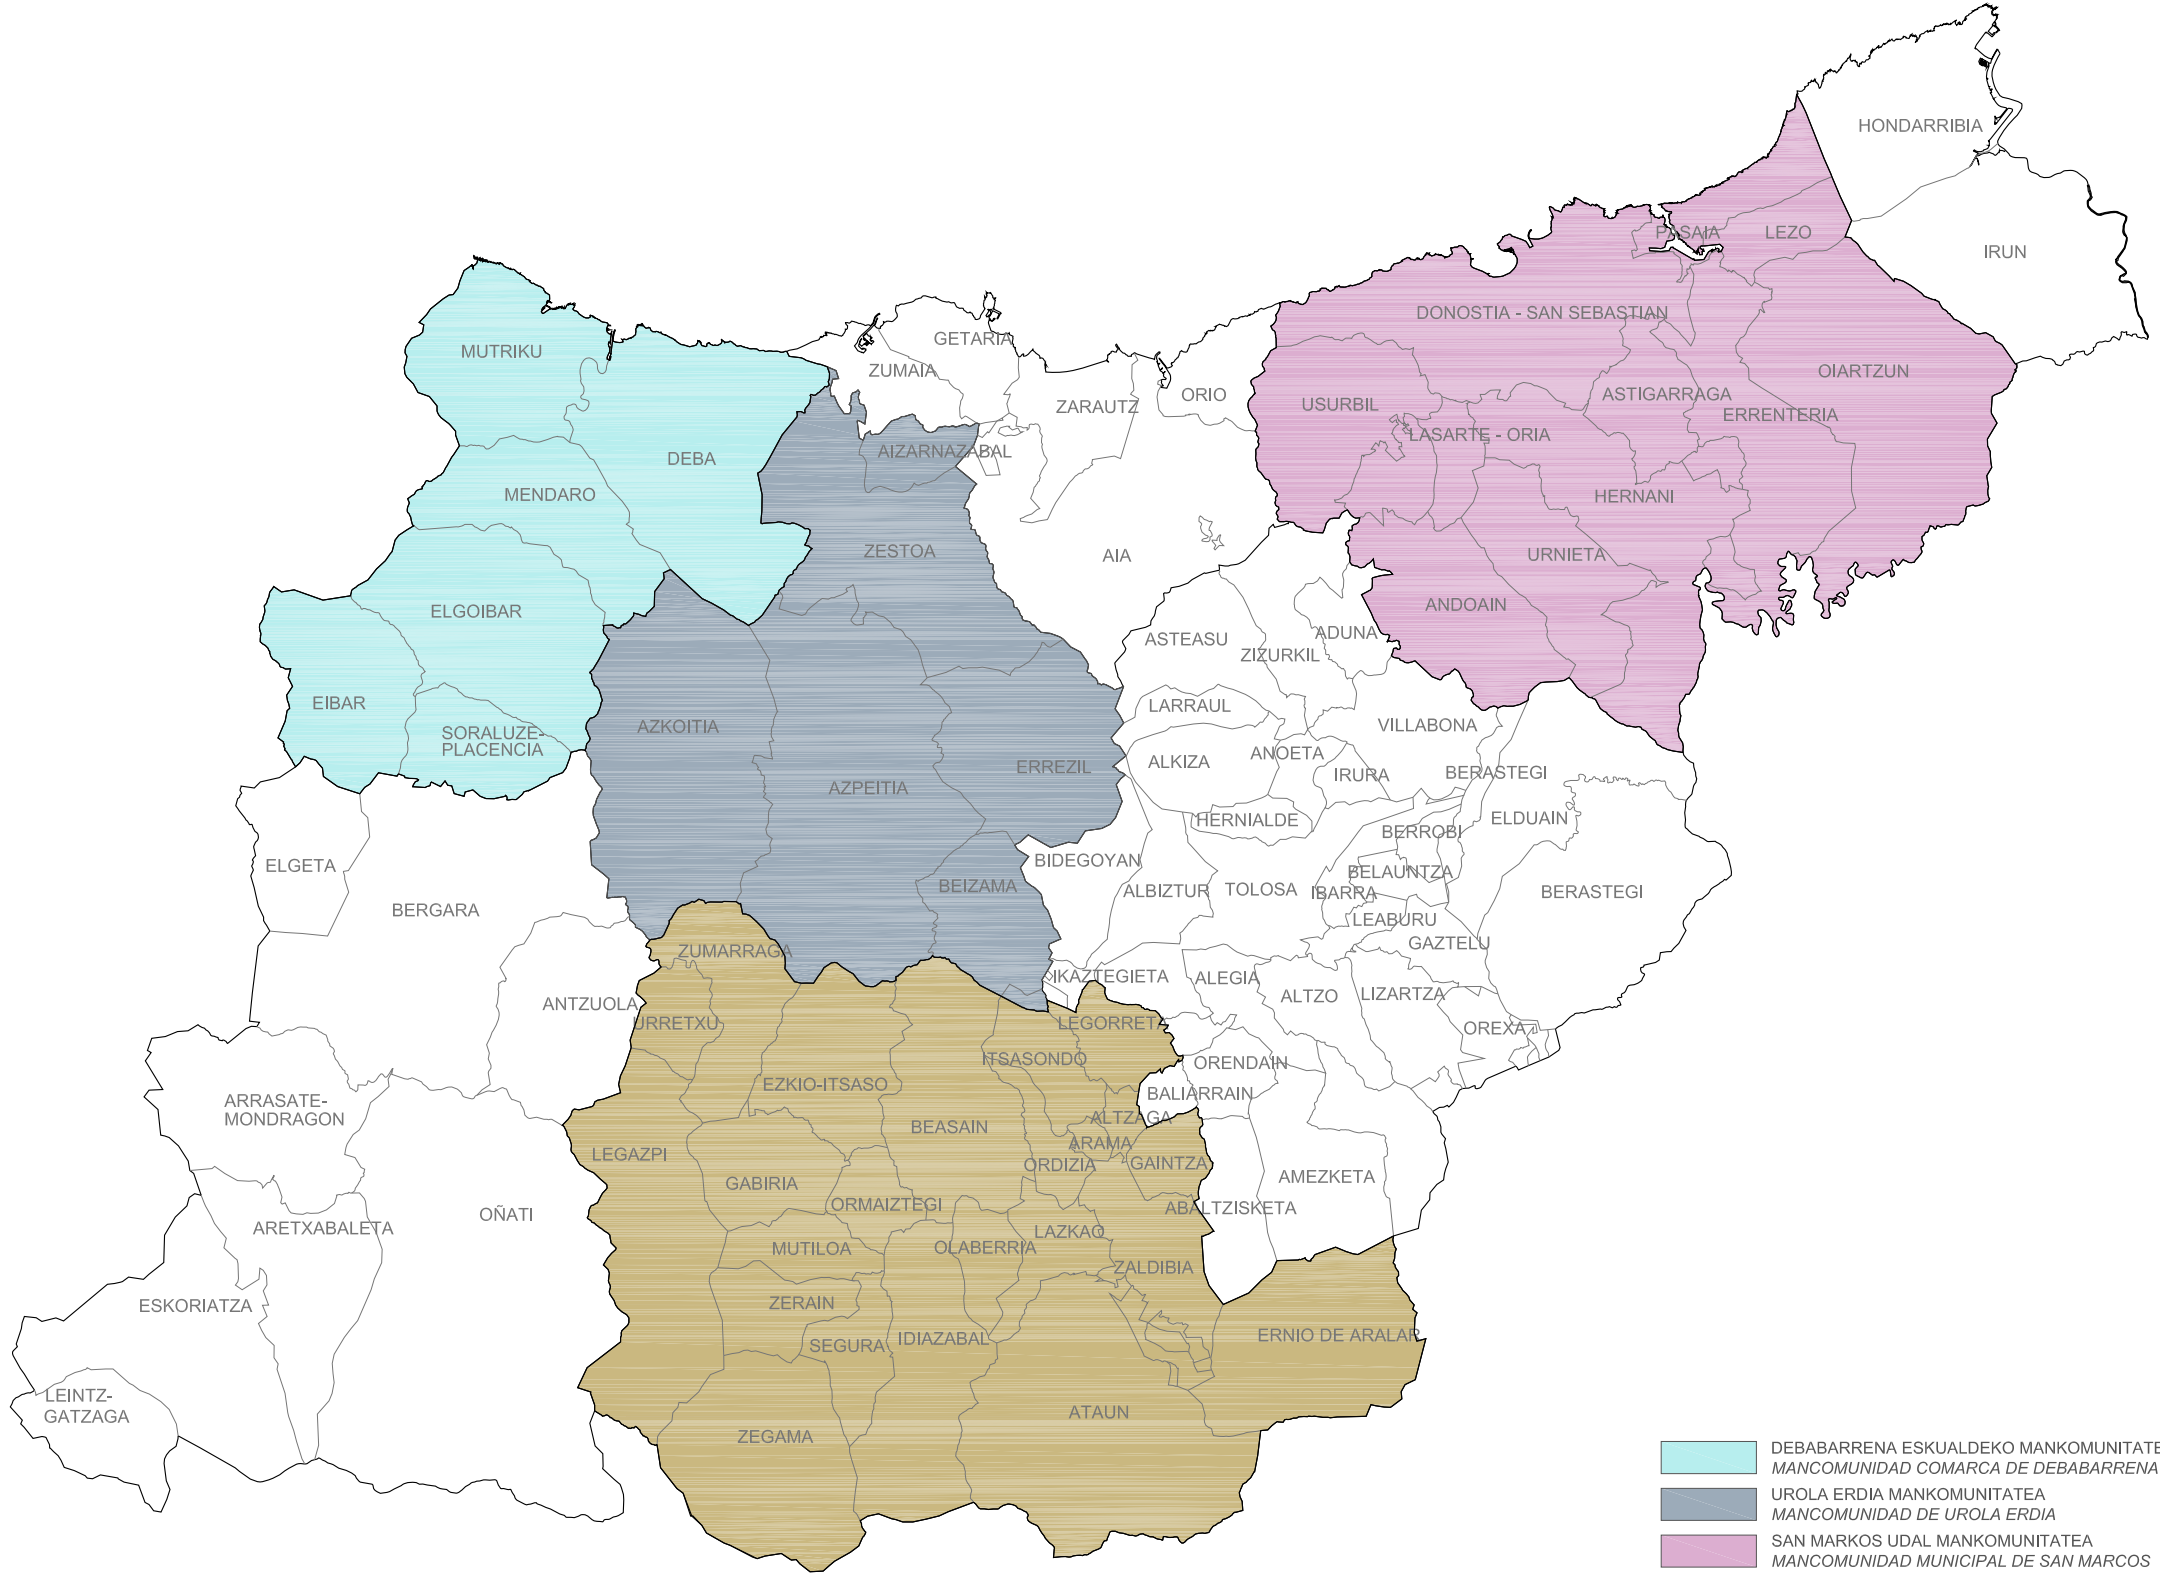 HONDARRIBIA
PASAIA
LEZO
IRUN
DONOSTIA - SAN SEBASTIAN
MUTRIKU
GETARIA
ZUMAIA
ZARAUTZ
ORIO
USURBIL
ASTIGARRAGA
OIARTZUN
ERRENTERIA
LASARTE - ORIA
DEBA
AIZARNAZABAL
MENDARO
HERNANI
ZESTOA
AIA
URNIETA
ELGOIBAR
ANDOAIN
ASTEASU
ADUNA
ZIZURKIL
EIBAR
LARRAUL
AZKOITIA
VILLABONA
SORALUZE-
PLACENCIA
ANOETA
ALKIZA
ERREZIL
IRURA
BERASTEGI
AZPEITIA
HERNIALDE
ELDUAIN
BERROBI
ELGETA
BIDEGOYAN
BELAUNTZA
BEIZAMA
ALBIZTUR
TOLOSA
IBARRA
BERASTEGI
BERGARA
LEABURU
GAZTELU
ZUMARRAGA
IKAZTEGIETA
ALEGIA
ALTZO
LIZARTZA
ANTZUOLA
URRETXU
LEGORRETA
OREXA
ITSASONDO
ORENDAIN
EZKIO-ITSASO
BALIARRAIN
ARRASATE-
MONDRAGON
ALTZAGA
BEASAIN
ARAMA
LEGAZPI
ORDIZIA
GAINTZA
GABIRIA
AMEZKETA
ORMAIZTEGI
ABALTZISKETA
OÑATI
ARETXABALETA
LAZKAO
MUTILOA
OLABERRIA
ZALDIBIA
ESKORIATZA
ZERAIN
SEGURA
IDIAZABAL
ERNIO DE ARALAR
LEINTZ-
GATZAGA
ATAUN
ZEGAMA
DEBABARRENA ESKUALDEKO MANKOMUNITATE
MANCOMUNIDAD COMARCA DE DEBABARRENA
UROLA ERDIA MANKOMUNITATEA
MANCOMUNIDAD DE UROLA ERDIA
SAN MARKOS UDAL MANKOMUNITATEA
MANCOMUNIDAD MUNICIPAL DE SAN MARCOS